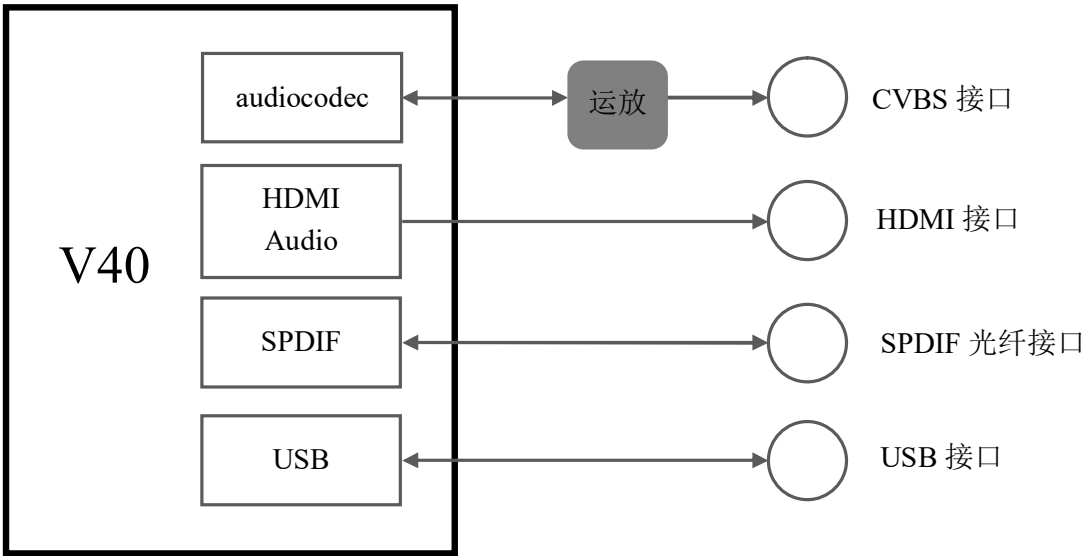 audiocodec
运放
CVBS 接口
HDMI
Audio
HDMI 接口
V40
SPDIF
SPDIF 光纤接口
USB
USB 接口